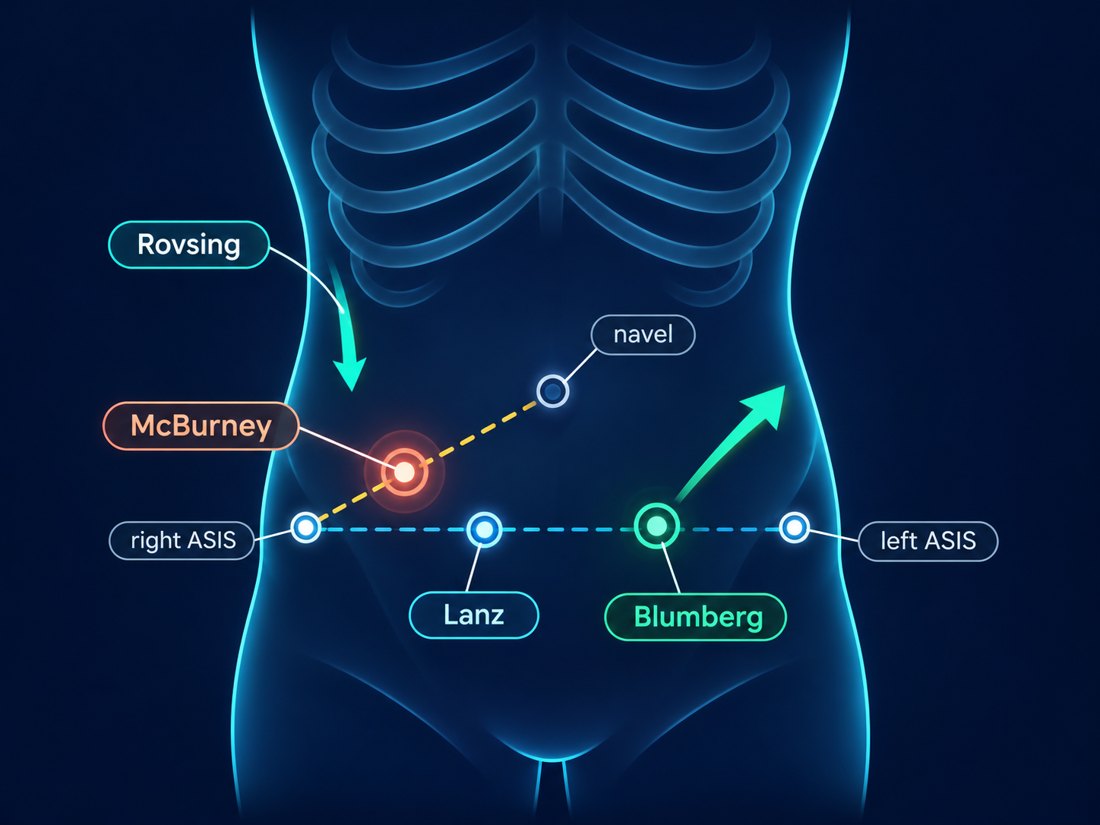 Rovsing
navel
McBurney
right ASIS
left ASIS
Lanz
Blumberg